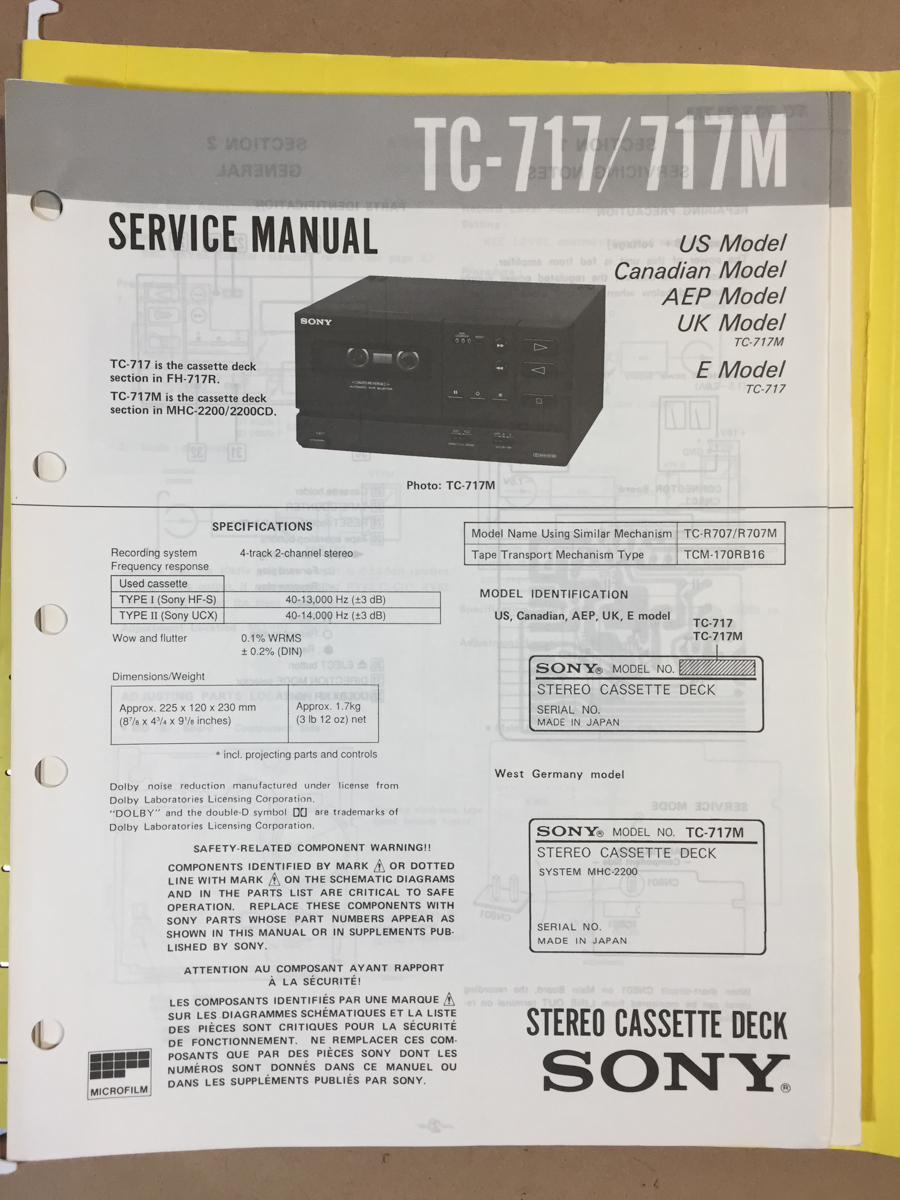 TC-717/717M
SERVICE MANUAL
US Model
Canadian Model
AEP Model
UK Model
TC-717M
E Model
TC-717
SONY
TC-717 is the cassette deck
section in FH-717R.
TC-717M is the cassette deck
section in MHC-2200/2200CD.
Photo: TC-717M
SPECIFICATIONS
Recording system 4-track 2-channel stereo
Frequency response
Used cassette
TYPE I (Sony HF-S) 40-13,000 Hz (±3 dB)
TYPE II (Sony UCX) 40-14,000 Hz (±3 dB)
Wow and flutter 0.1% WRMS
± 0.2% (DIN)
Dimensions/Weight
Approx. 225 x 120 x 230 mm
(8⁷/₈ x 4³/₄ x 9¹/₈ inches)
Approx. 1.7kg
(3 lb 12 oz) net
* incl. projecting parts and controls
Dolby noise reduction manufactured under license from
Dolby Laboratories Licensing Corporation.
"DOLBY" and the double-D symbol are trademarks of
Dolby Laboratories Licensing Corporation.
SAFETY-RELATED COMPONENT WARNING!!
COMPONENTS IDENTIFIED BY MARK ⚠ OR DOTTED
LINE WITH MARK ⚠ ON THE SCHEMATIC DIAGRAMS
AND IN THE PARTS LIST ARE CRITICAL TO SAFE
OPERATION. REPLACE THESE COMPONENTS WITH
SONY PARTS WHOSE PART NUMBERS APPEAR AS
SHOWN IN THIS MANUAL OR IN SUPPLEMENTS PUB-
LISHED BY SONY.
ATTENTION AU COMPOSANT AYANT RAPPORT
À LA SÉCURITÉ!
LES COMPOSANTS IDENTIFIÉS PAR UNE MARQUE ⚠
SUR LES DIAGRAMMES SCHÉMATIQUES ET LA LISTE
DES PIÈCES SONT CRITIQUES POUR LA SÉCURITÉ
DE FONCTIONNEMENT. NE REMPLACER CES COM-
POSANTS QUE PAR DES PIÈCES SONY DONT LES
NUMÉROS SONT DONNÉS DANS CE MANUEL OU
DANS LES SUPPLÉMENTS PUBLIÉS PAR SONY.
MICROFILM
Model Name Using Similar Mechanism TC-R707/R707M
Tape Transport Mechanism Type TCM-170RB16
MODEL IDENTIFICATION
US, Canadian, AEP, UK, E model
TC-717
TC-717M
SONY® MODEL NO.
STEREO CASSETTE DECK
SERIAL NO.
MADE IN JAPAN
West Germany model
SONY® MODEL NO. TC-717M
STEREO CASSETTE DECK
SYSTEM MHC-2200
SERIAL NO.
MADE IN JAPAN
STEREO CASSETTE DECK
SONY®